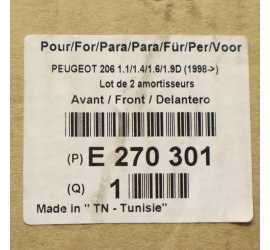 Pour/For/Para/Para/Für/Per/Voor
PEUGEOT 206 1.1/1.4/1.6/1.9D (1998->)
Lot de 2 amortisseurs
Avant / Front / Delantero
(P) E 270 301
(Q) 1
Made in " TN - Tunisie"